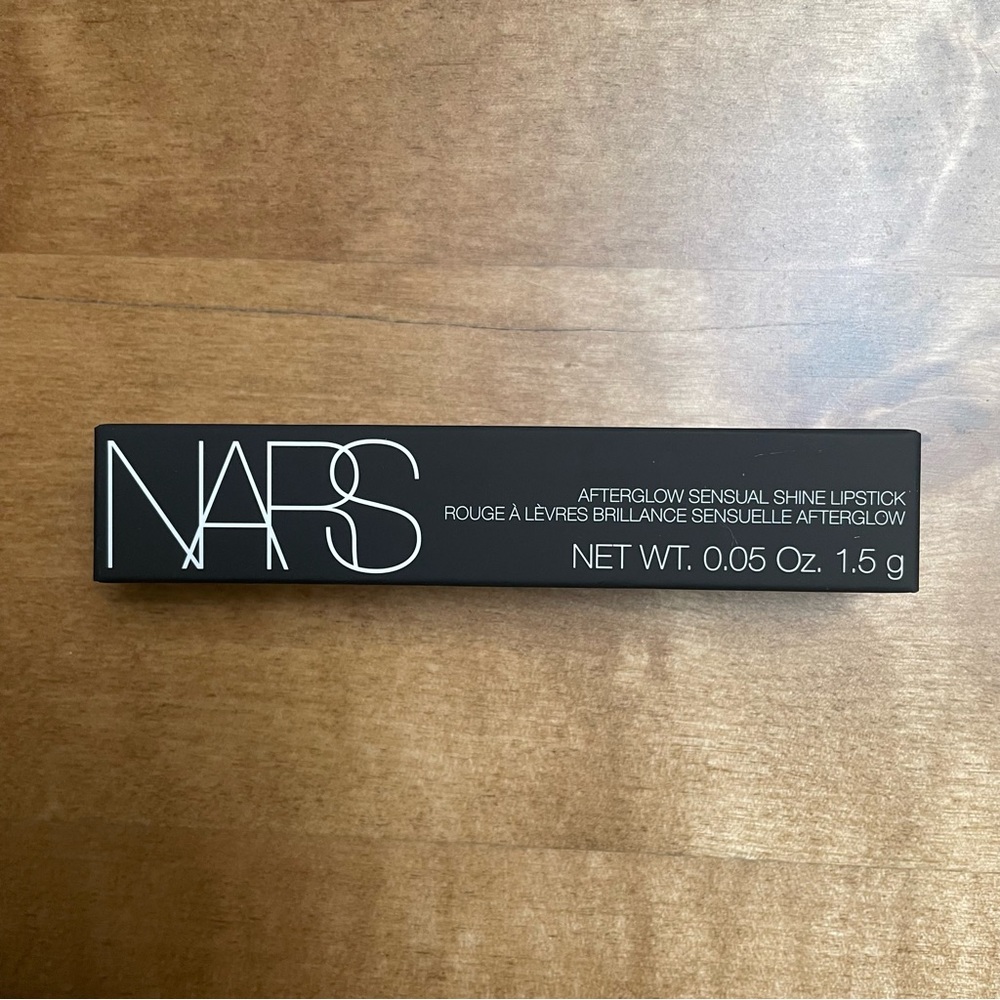 NARS
AFTERGLOW SENSUAL SHINE LIPSTICK
ROUGE À LÈVRES BRILLANCE SENSUELLE AFTERGLOW
NET WT. 0.05 Oz. 1.5 g